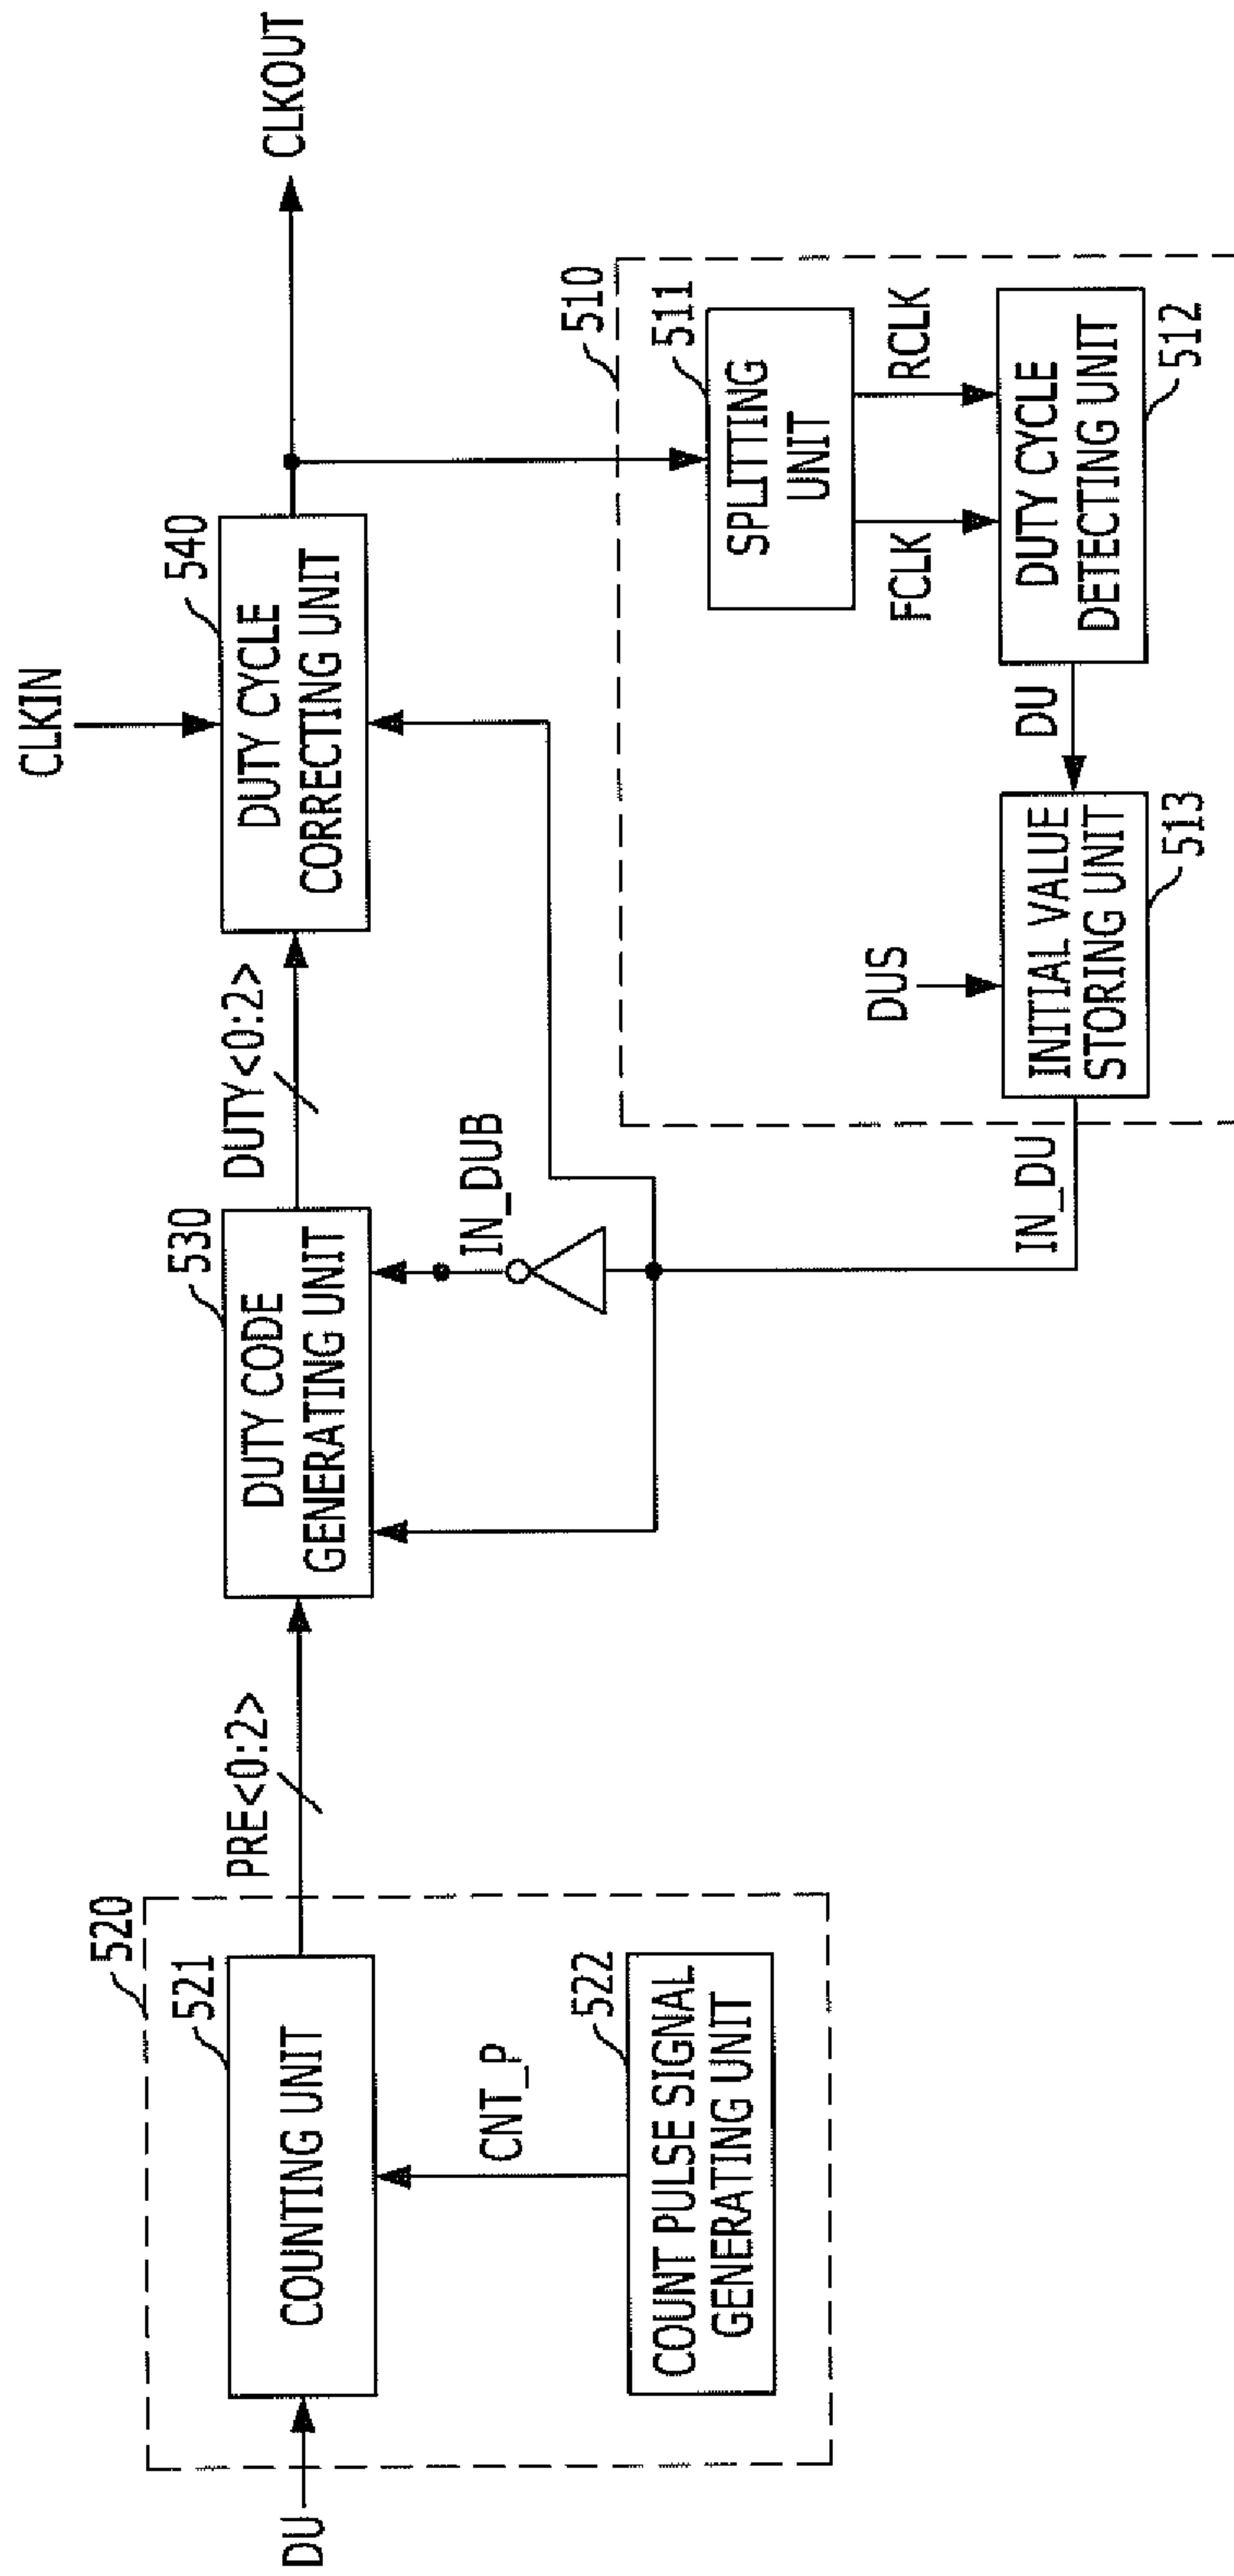 CLKIN
CLKOUT
520
521
COUNTING UNIT
DU
CNT_P
522
COUNT PULSE SIGNAL
GENERATING UNIT
PRE<0:2>
530
DUTY CODE
GENERATING UNIT
IN_DUB
DUTY<0:2>
540
DUTY CYCLE
CORRECTING UNIT
510
511
SPLITTING
UNIT
FCLK
RCLK
DUTY CYCLE
DETECTING UNIT
512
DU
DUS
INITIAL VALUE
STORING UNIT
513
IN_DU